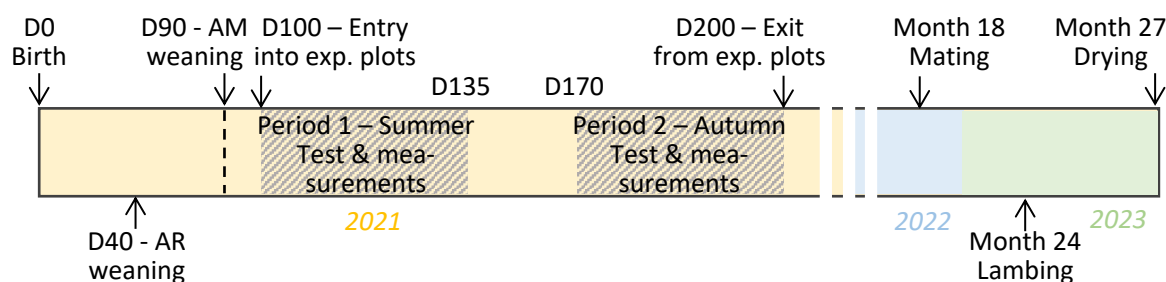 D0
Birth
D90 - AM
weaning
D100 – Entry
into exp. plots
D135
D170
D200 – Exit
from exp. plots
Month 18
Mating
Month 27
Drying
Period 1 – Summer
Test & mea-
surements
Period 2 – Autumn
Test & mea-
surements
2021
2022
2023
D40 - AR
weaning
Month 24
Lambing